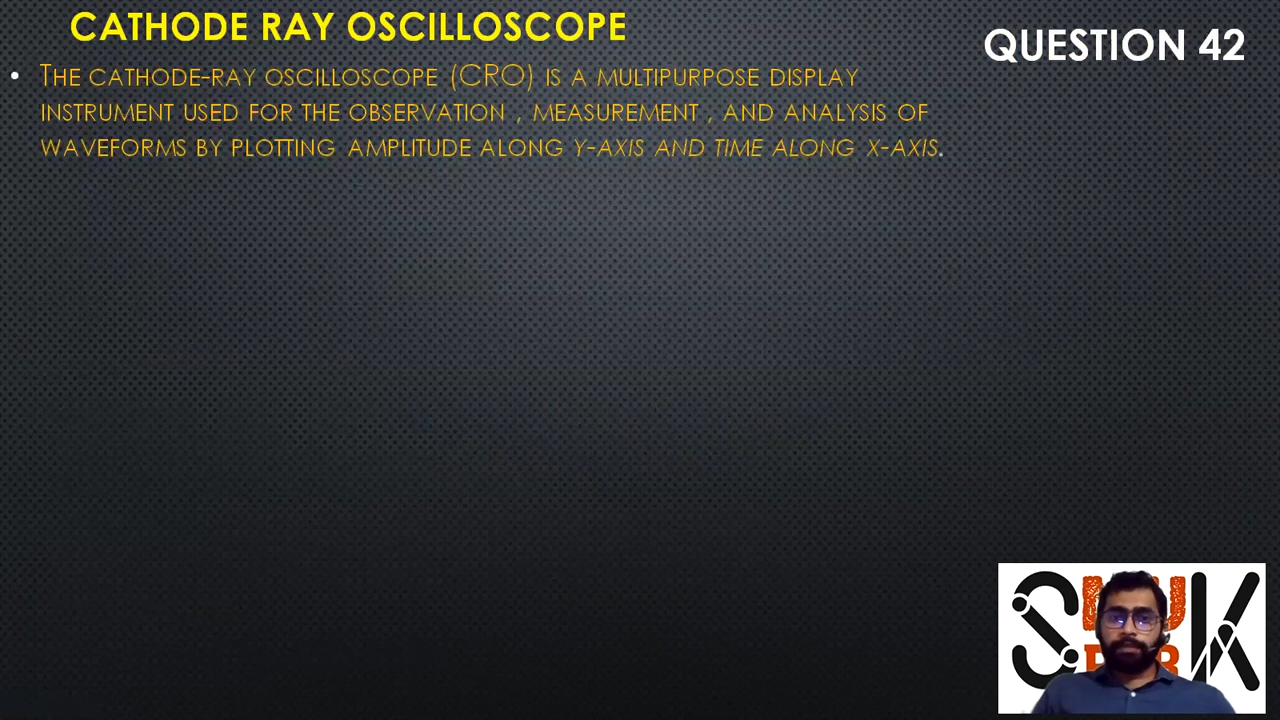 CATHODE RAY OSCILLOSCOPE
QUESTION 42
• THE CATHODE-RAY OSCILLOSCOPE (CRO) IS A MULTIPURPOSE DISPLAY
INSTRUMENT USED FOR THE OBSERVATION , MEASUREMENT , AND ANALYSIS OF
WAVEFORMS BY PLOTTING AMPLITUDE ALONG Y-AXIS AND TIME ALONG X-AXIS.